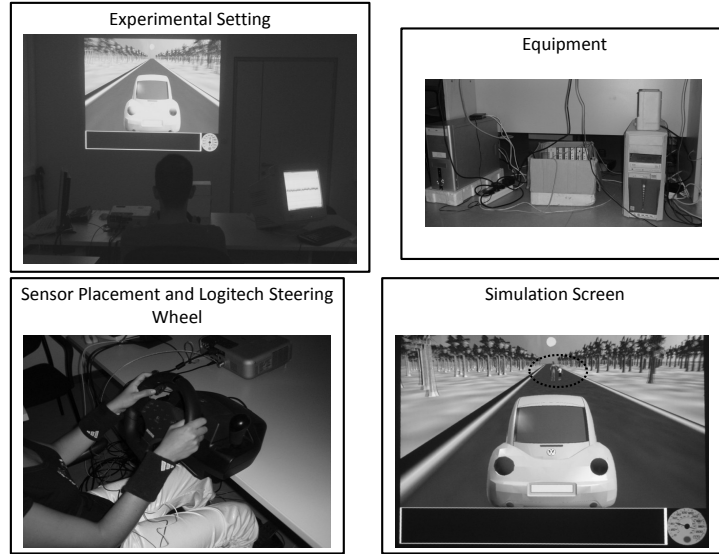 Experimental Setting
Equipment
Sensor Placement and Logitech Steering
Wheel
Simulation Screen